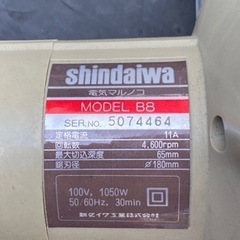 shindaiwa
電気マルノコ
MODEL B8
SER.NO. 5074464
定格電流 11A
回転数 4,600rpm
最大切込深度 65mm
鋸刃径 ø180mm
100V, 1050W
50/60Hz, 30min
新ダイワ工業株式会社